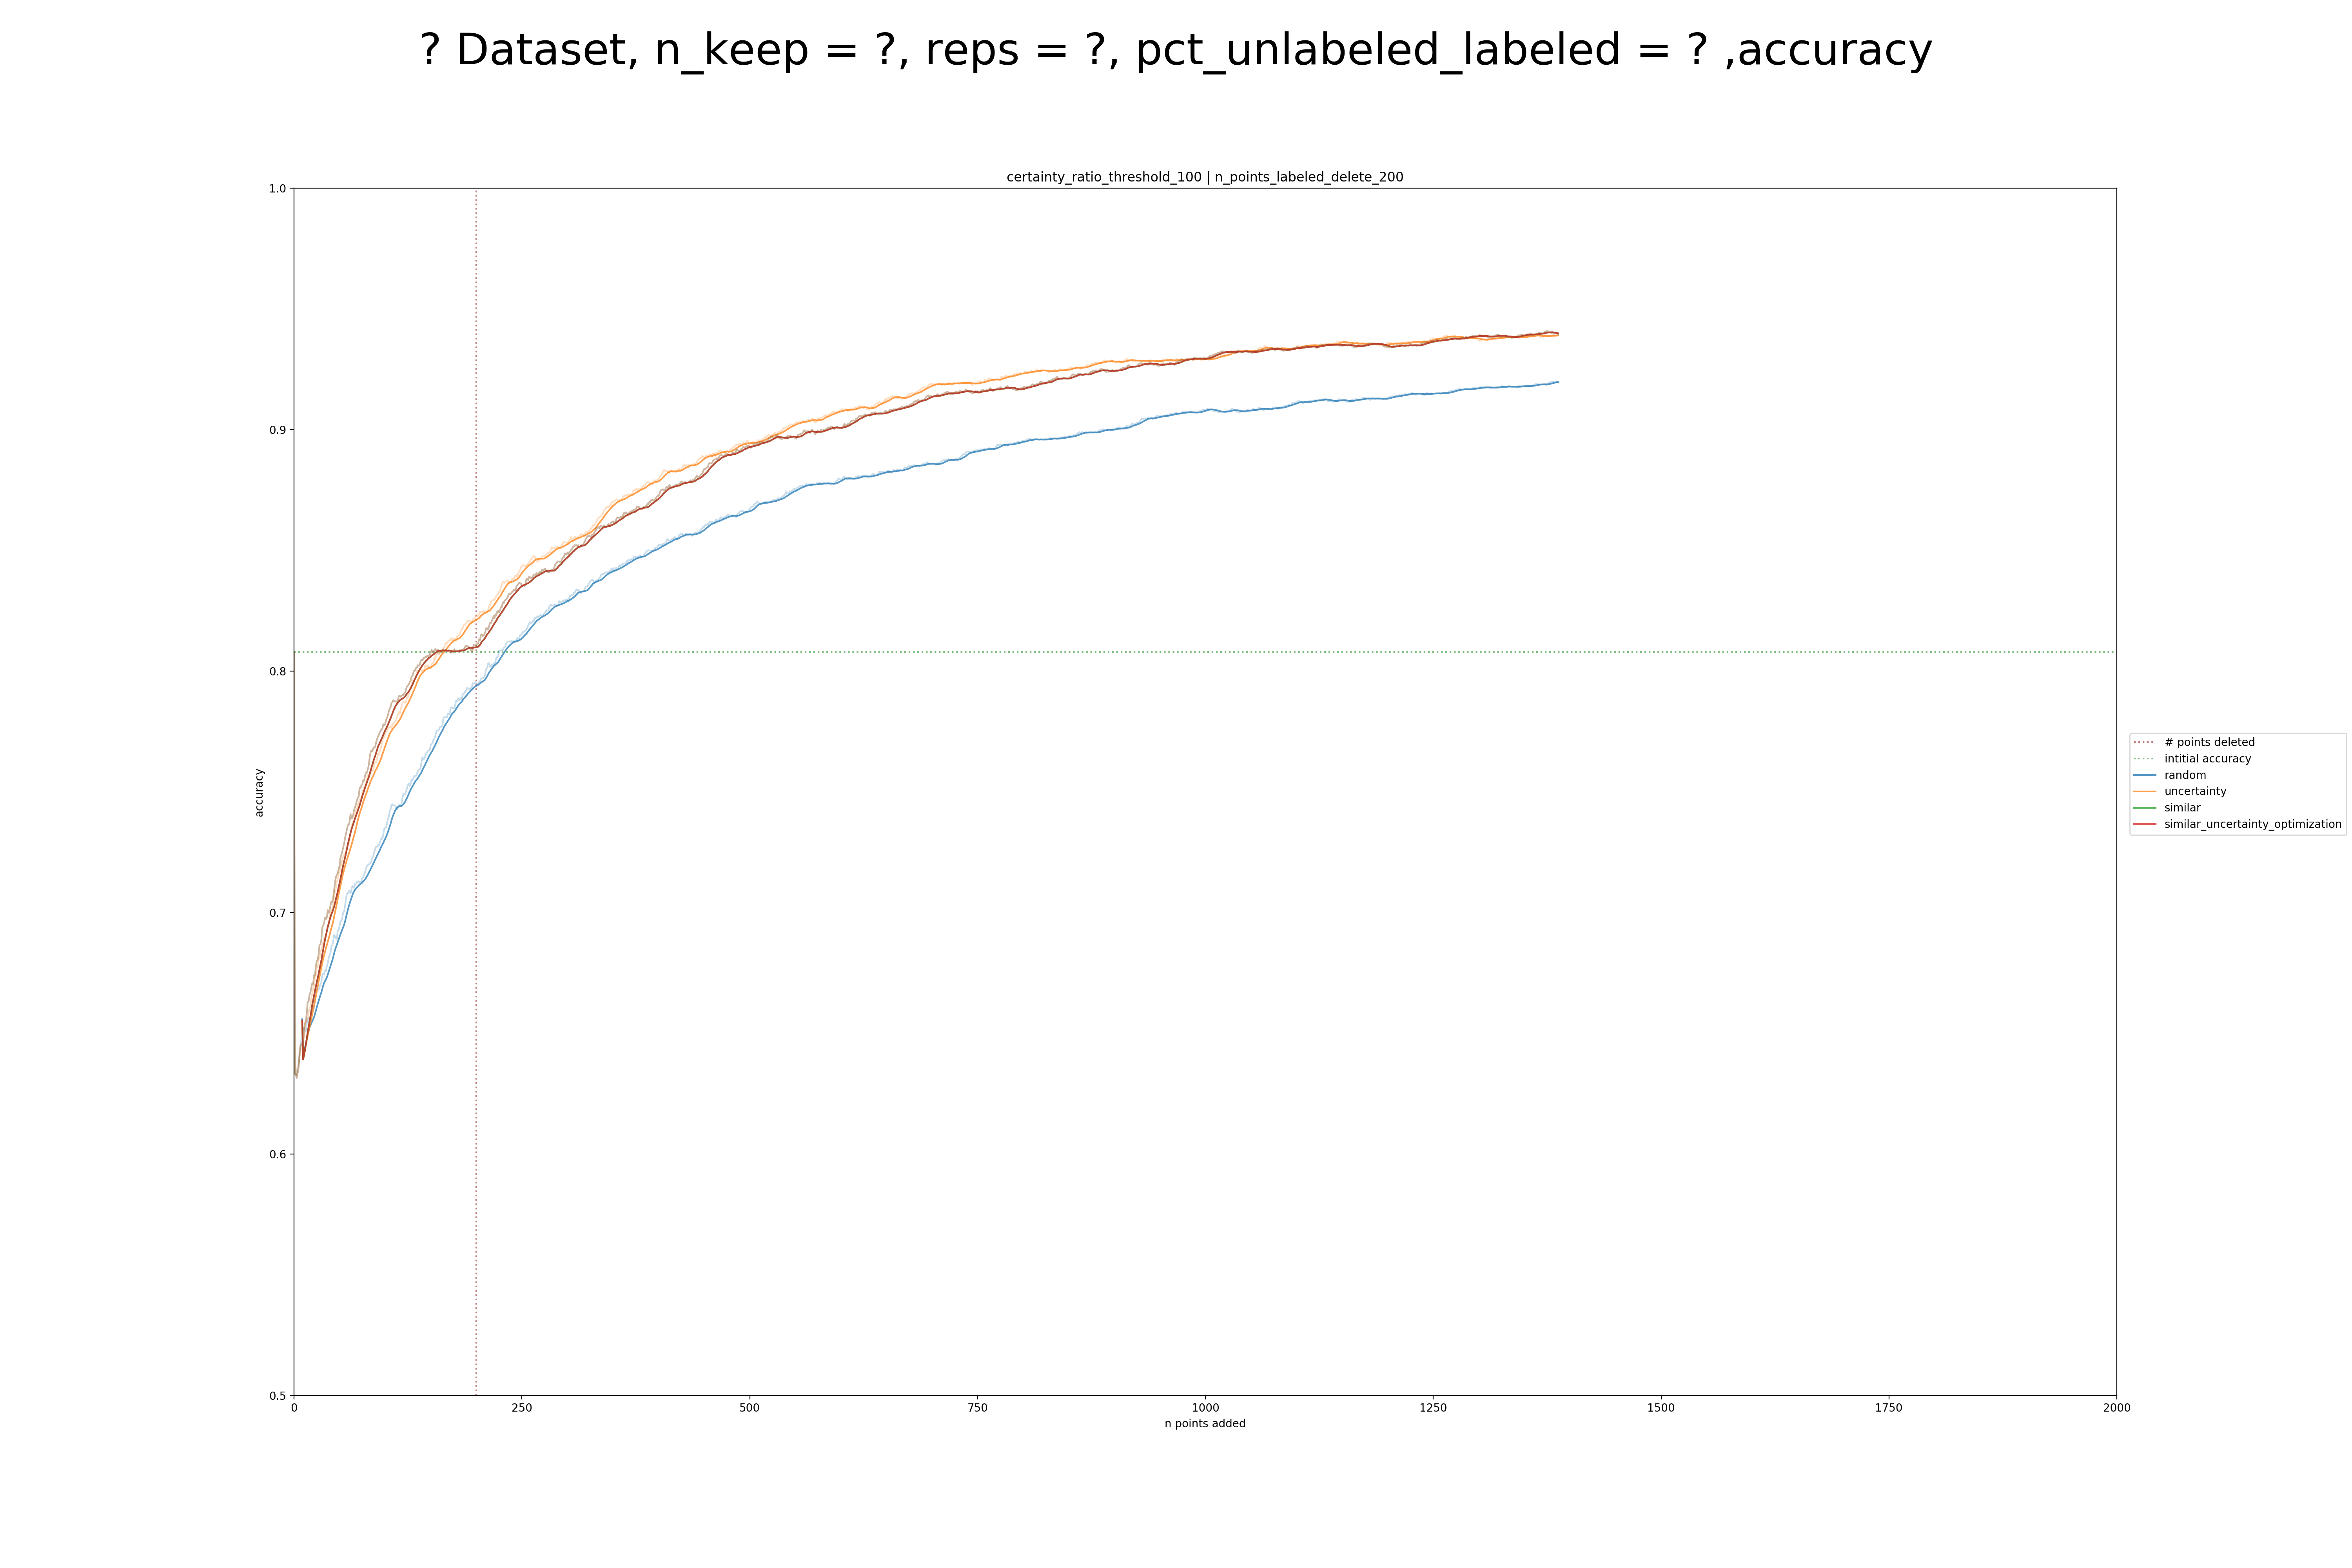 ? Dataset, n_keep = ?, reps = ?, pct_unlabeled_labeled = ? ,accuracy
certainty_ratio_threshold_100 | n_points_labeled_delete_200
1.0
0.9
0.8
0.7
0.6
0.5
accuracy
0 250 500 750 1000 1250 1500 1750 2000
n points added
# points deleted
intitial accuracy
random
uncertainty
similar
similar_uncertainty_optimization